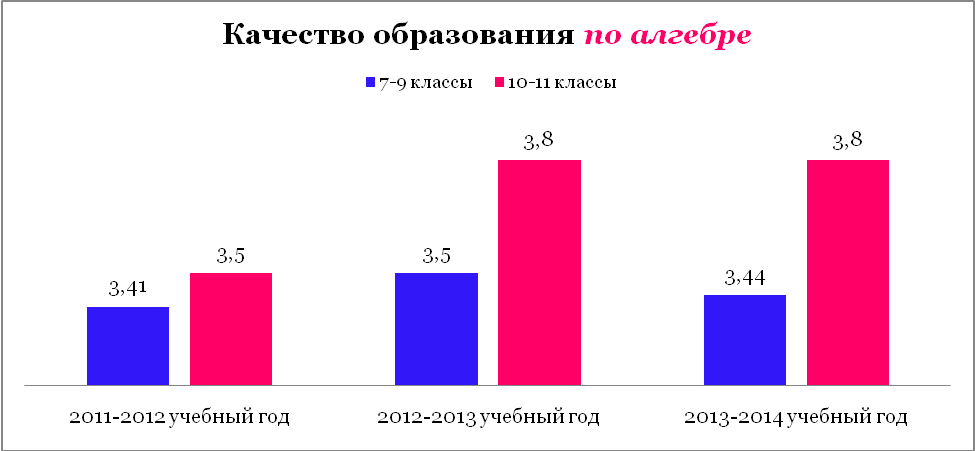 Качество образования по алгебре
7-9 классы 10-11 классы
3,41 3,5 3,5 3,8 3,44 3,8
2011-2012 учебный год 2012-2013 учебный год 2013-2014 учебный год